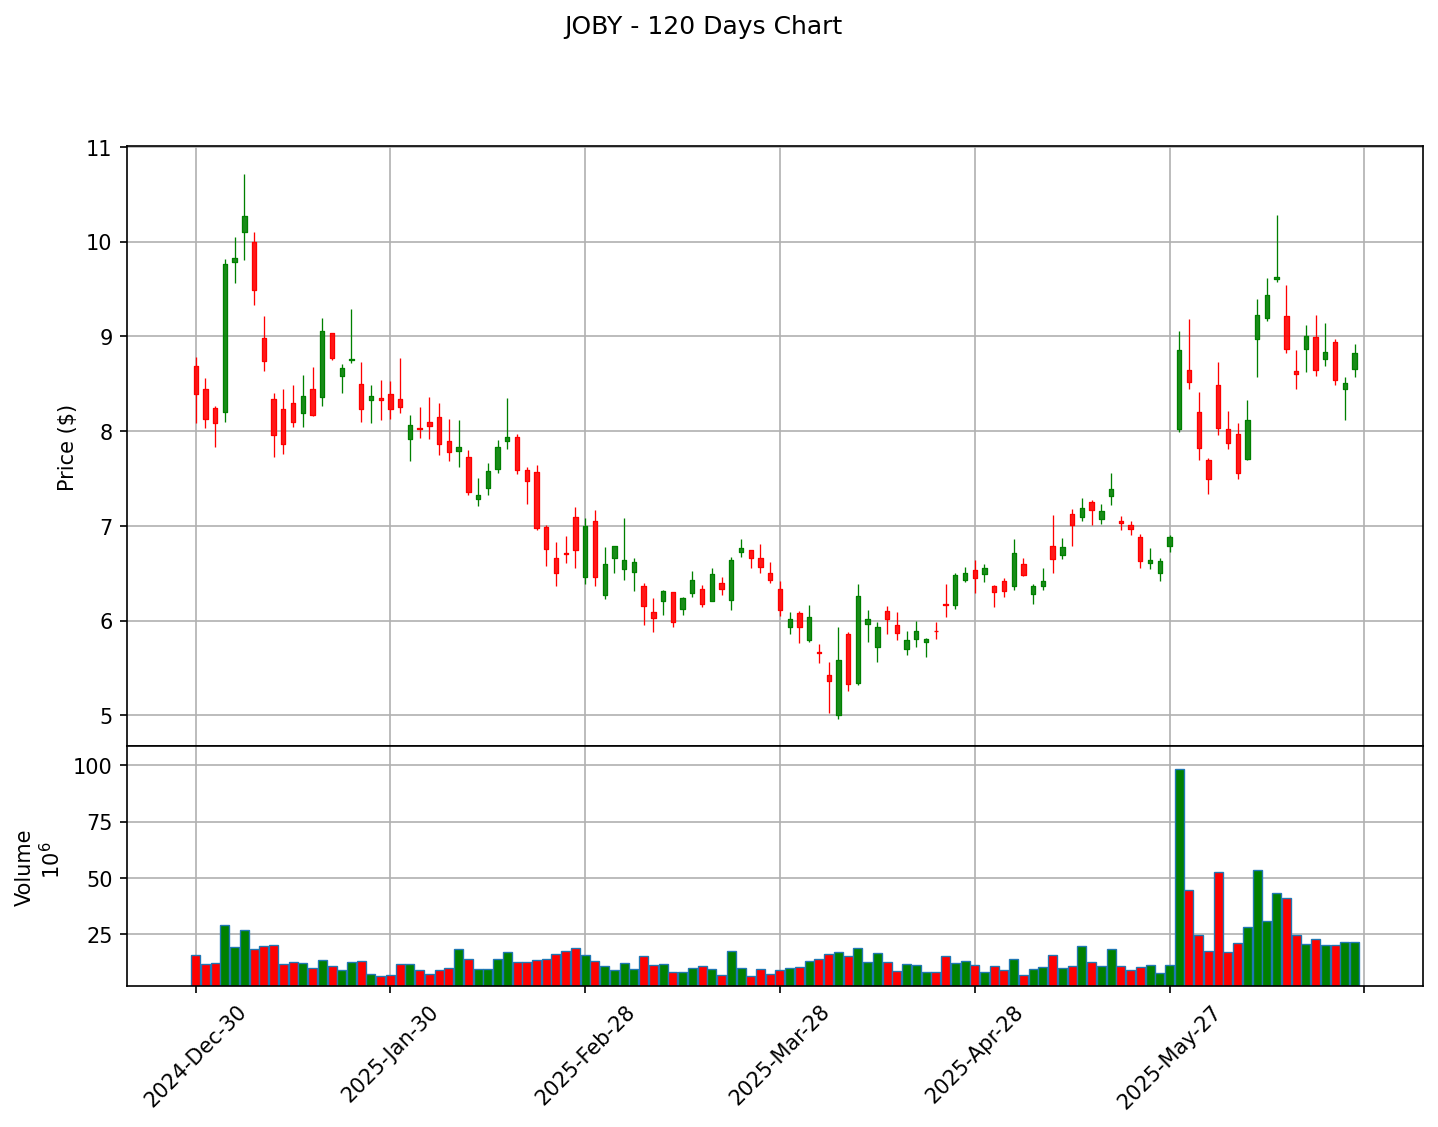 JOBY - 120 Days Chart
Price ($)
11
10
9
8
7
6
5
Volume
10^6
100
75
50
25
2024-Dec-30
2025-Jan-30
2025-Feb-28
2025-Mar-28
2025-Apr-28
2025-May-27